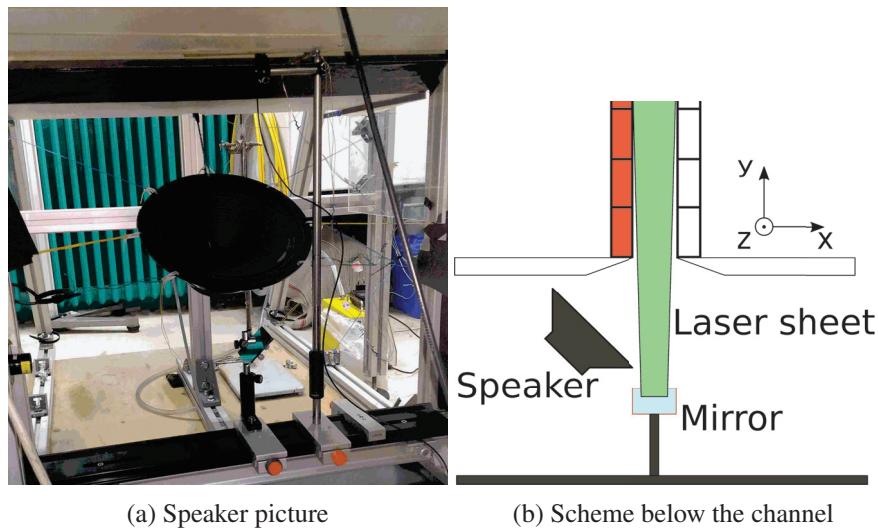 y
z
x
Laser sheet
Speaker
Mirror
(a) Speaker picture
(b) Scheme below the channel